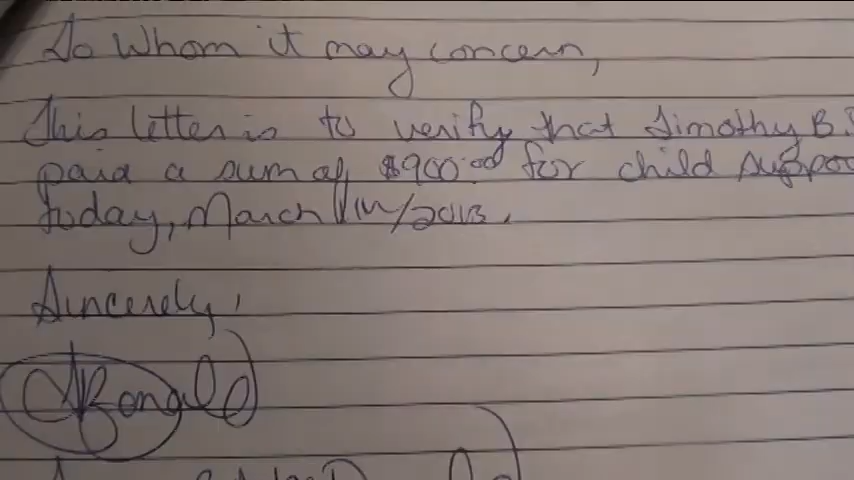 To Whom it may concern,
This letter is to verify that Timothy B.
paid a sum of $900.00 for child
today, March 11th/2013.
Sincerely,